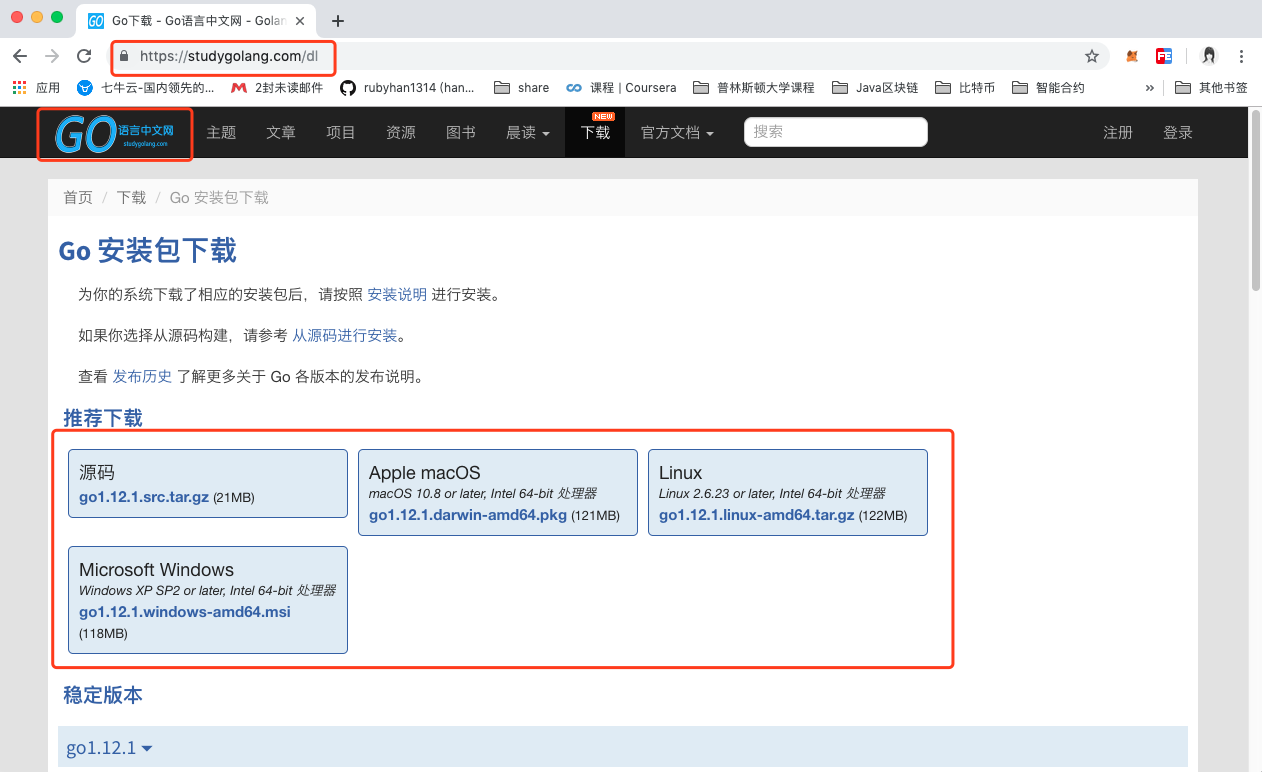 Go下载 - Go语言中文网 - Golan
https://studygolang.com/dl
应用 七牛云-国内领先的... 2封未读邮件 rubyhan1314 (han... share 课程 | Coursera 普林斯顿大学课程 Java区块链 比特币 智能合约 » 其他书签
GO语言中文网 studygolang.com 主题 文章 项目 资源 图书 晨读 下载 NEW 官方文档 搜索 注册 登录
首页 / 下载 / Go 安装包下载
Go 安装包下载
为你的系统下载了相应的安装包后，请按照 安装说明 进行安装。
如果你选择从源码构建，请参考 从源码进行安装。
查看 发布历史 了解更多关于 Go 各版本的发布说明。
推荐下载
源码
go1.12.1.src.tar.gz (21MB)
Apple macOS
macOS 10.8 or later, Intel 64-bit 处理器
go1.12.1.darwin-amd64.pkg (121MB)
Linux
Linux 2.6.23 or later, Intel 64-bit 处理器
go1.12.1.linux-amd64.tar.gz (122MB)
Microsoft Windows
Windows XP SP2 or later, Intel 64-bit 处理器
go1.12.1.windows-amd64.msi
(118MB)
稳定版本
go1.12.1